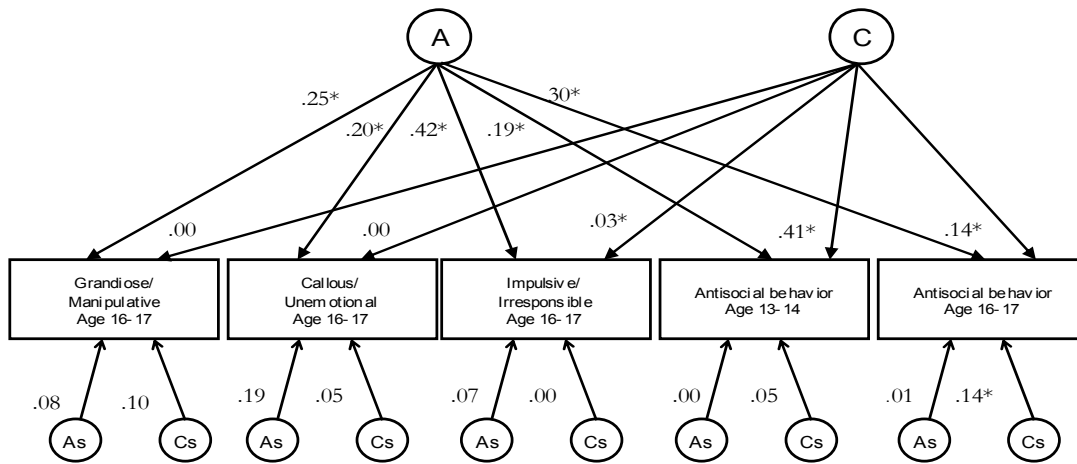 A
C
.25*
.20*
.42*
.19*
.30*
.00
.00
.03*
.41*
.14*
Grandiose/
Manipulative
Age 16-17
Callous/
Unemotional
Age 16-17
Impulsive/
Irresponsible
Age 16-17
Antisocial behavior
Age 13-14
Antisocial behavior
Age 16-17
.08
.10
.19
.05
.07
.00
.00
.05
.01
.14*
As
Cs
As
Cs
As
Cs
As
Cs
As
Cs